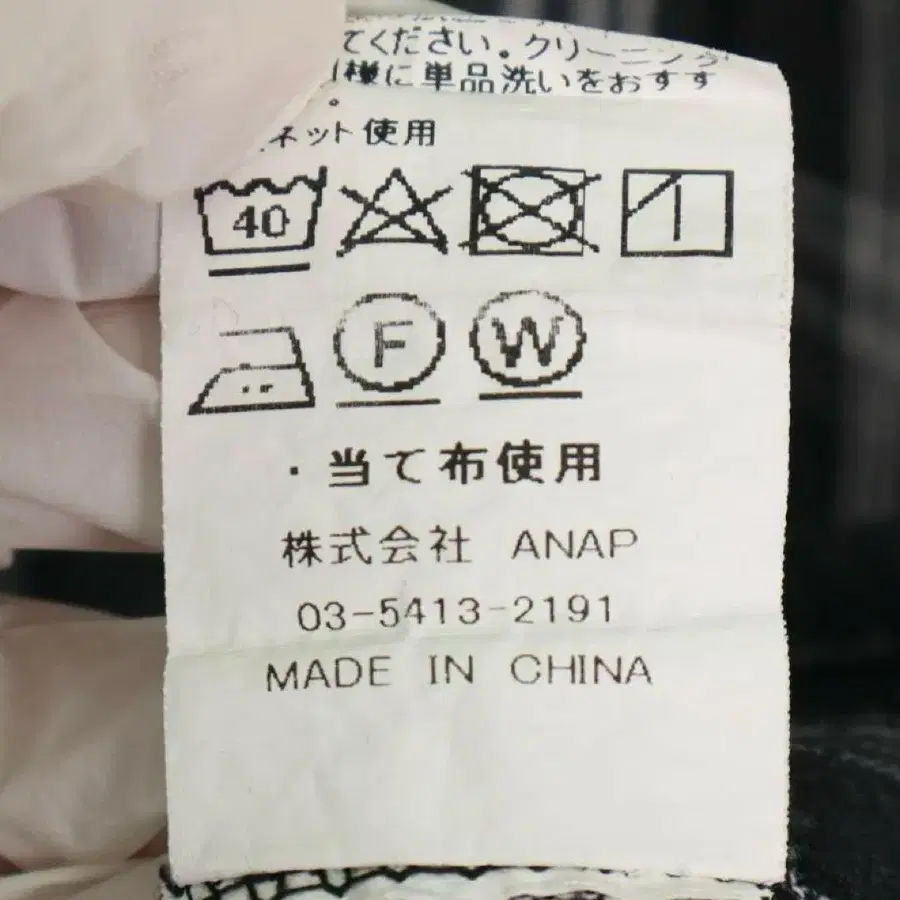 てください。クリーニング
様に単品洗いをおすす
。
ネット使用
40
F
W
・当て布使用
株式会社 ANAP
03-5413-2191
MADE IN CHINA